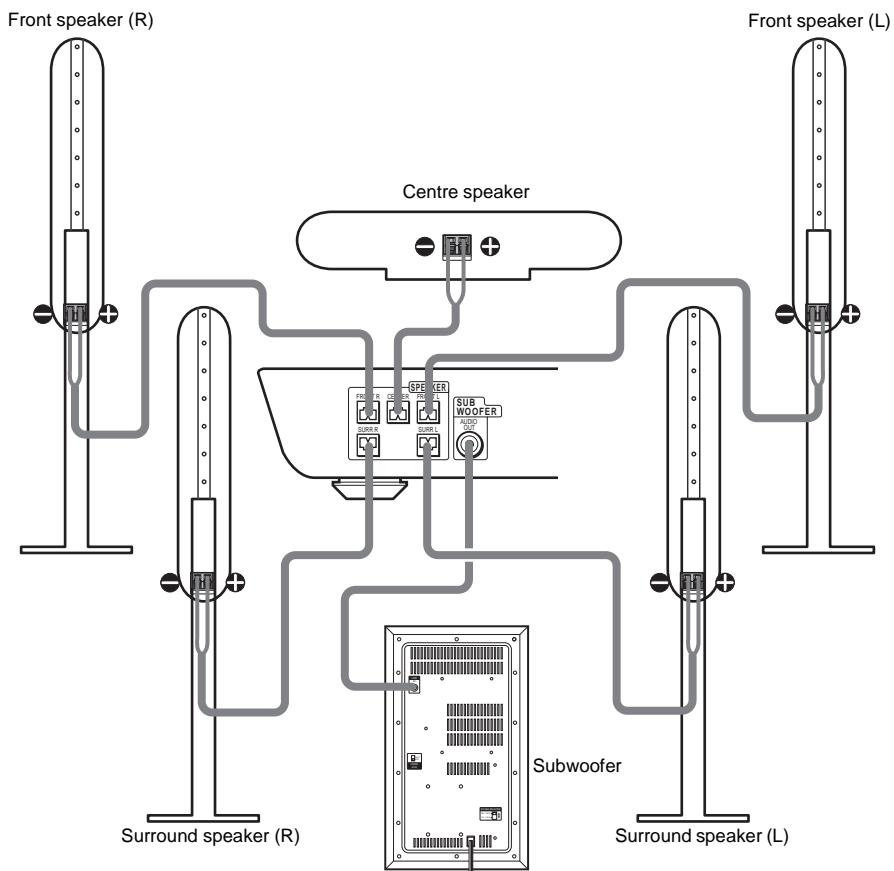 Front speaker (R)
Front speaker (L)
Centre speaker
SPEAKER
FRONT R CENTER FRONT L
SUB
WOOFER
AUDIO
OUT
SURR R SURR L
Subwoofer
Surround speaker (R)
Surround speaker (L)